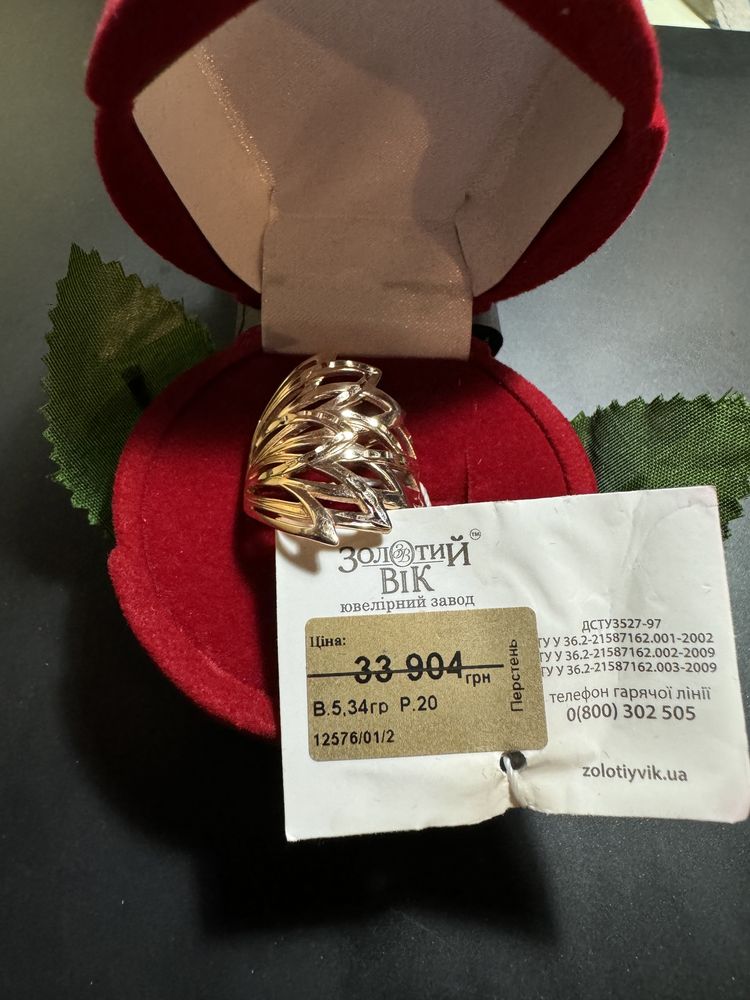 ЗОЛОТИЙ™
ВІК
ювелірний завод
Ціна:
33 904 грн
В.5,34гр Р.20
12576/01/2
Перстень
ДСТУ3527-97
ТУ У 36.2-21587162.001-2002
ТУ У 36.2-21587162.002-2009
ТУ У 36.2-21587162.003-2009
телефон гарячої лінії
0(800) 302 505
zolotiyvik.ua